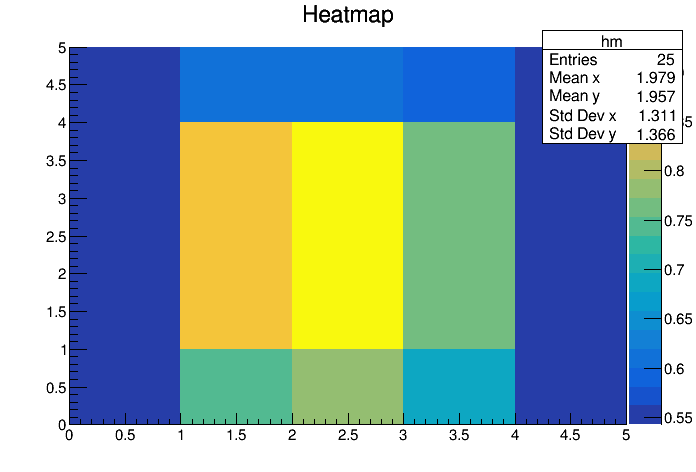 Heatmap
hm
Entries 25
Mean x 1.979
Mean y 1.957
Std Dev x 1.311
Std Dev y 1.366
5
4.5
4
3.5
3
2.5
2
1.5
1
0.5
0
0 0.5 1 1.5 2 2.5 3 3.5 4 4.5 5
0.8
0.75
0.7
0.65
0.6
0.55